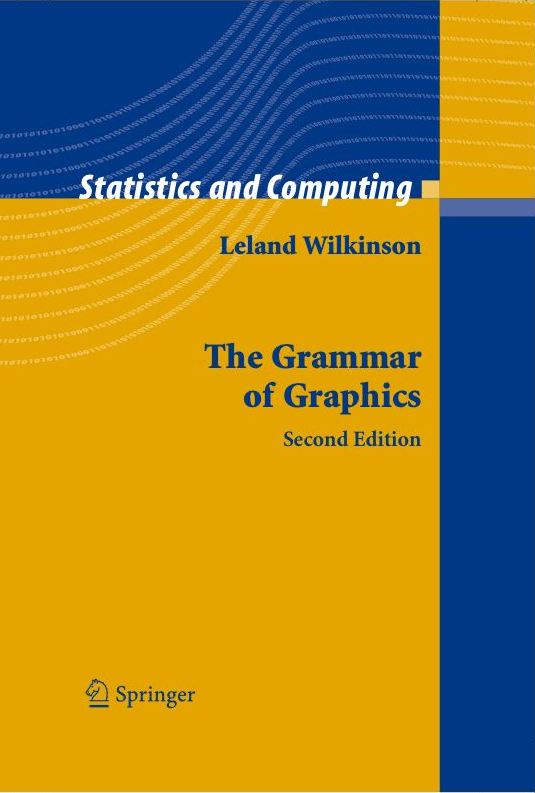 Statistics and Computing
Leland Wilkinson
The Grammar
of Graphics
Second Edition
Springer